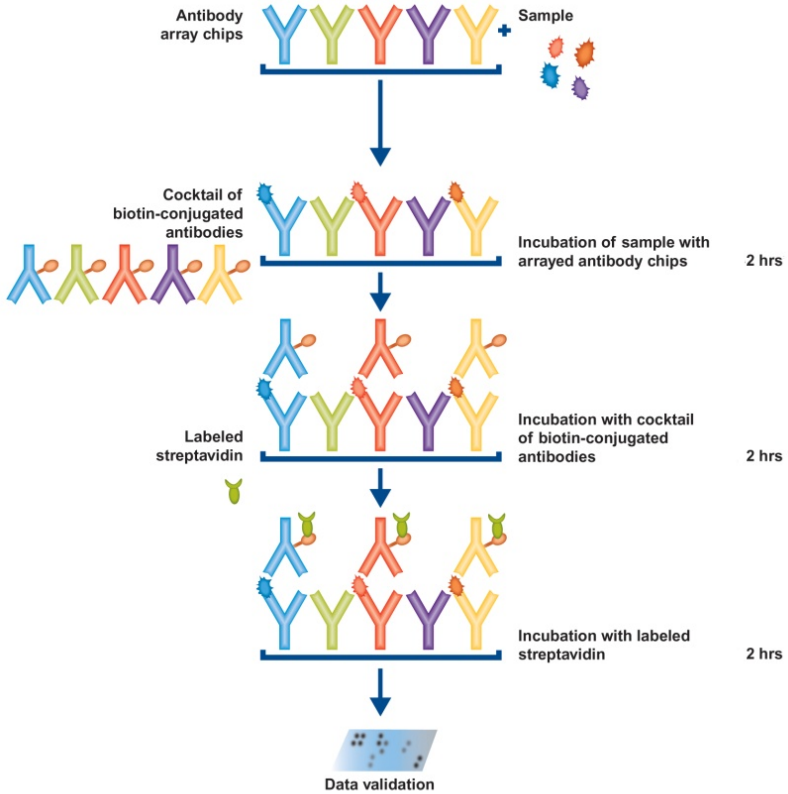 Antibody
array chips
Sample
Cocktail of
biotin-conjugated
antibodies
Incubation of sample with
arrayed antibody chips
2 hrs
Incubation with cocktail
of biotin-conjugated
antibodies
2 hrs
Labeled
streptavidin
Incubation with labeled
streptavidin
2 hrs
Data validation